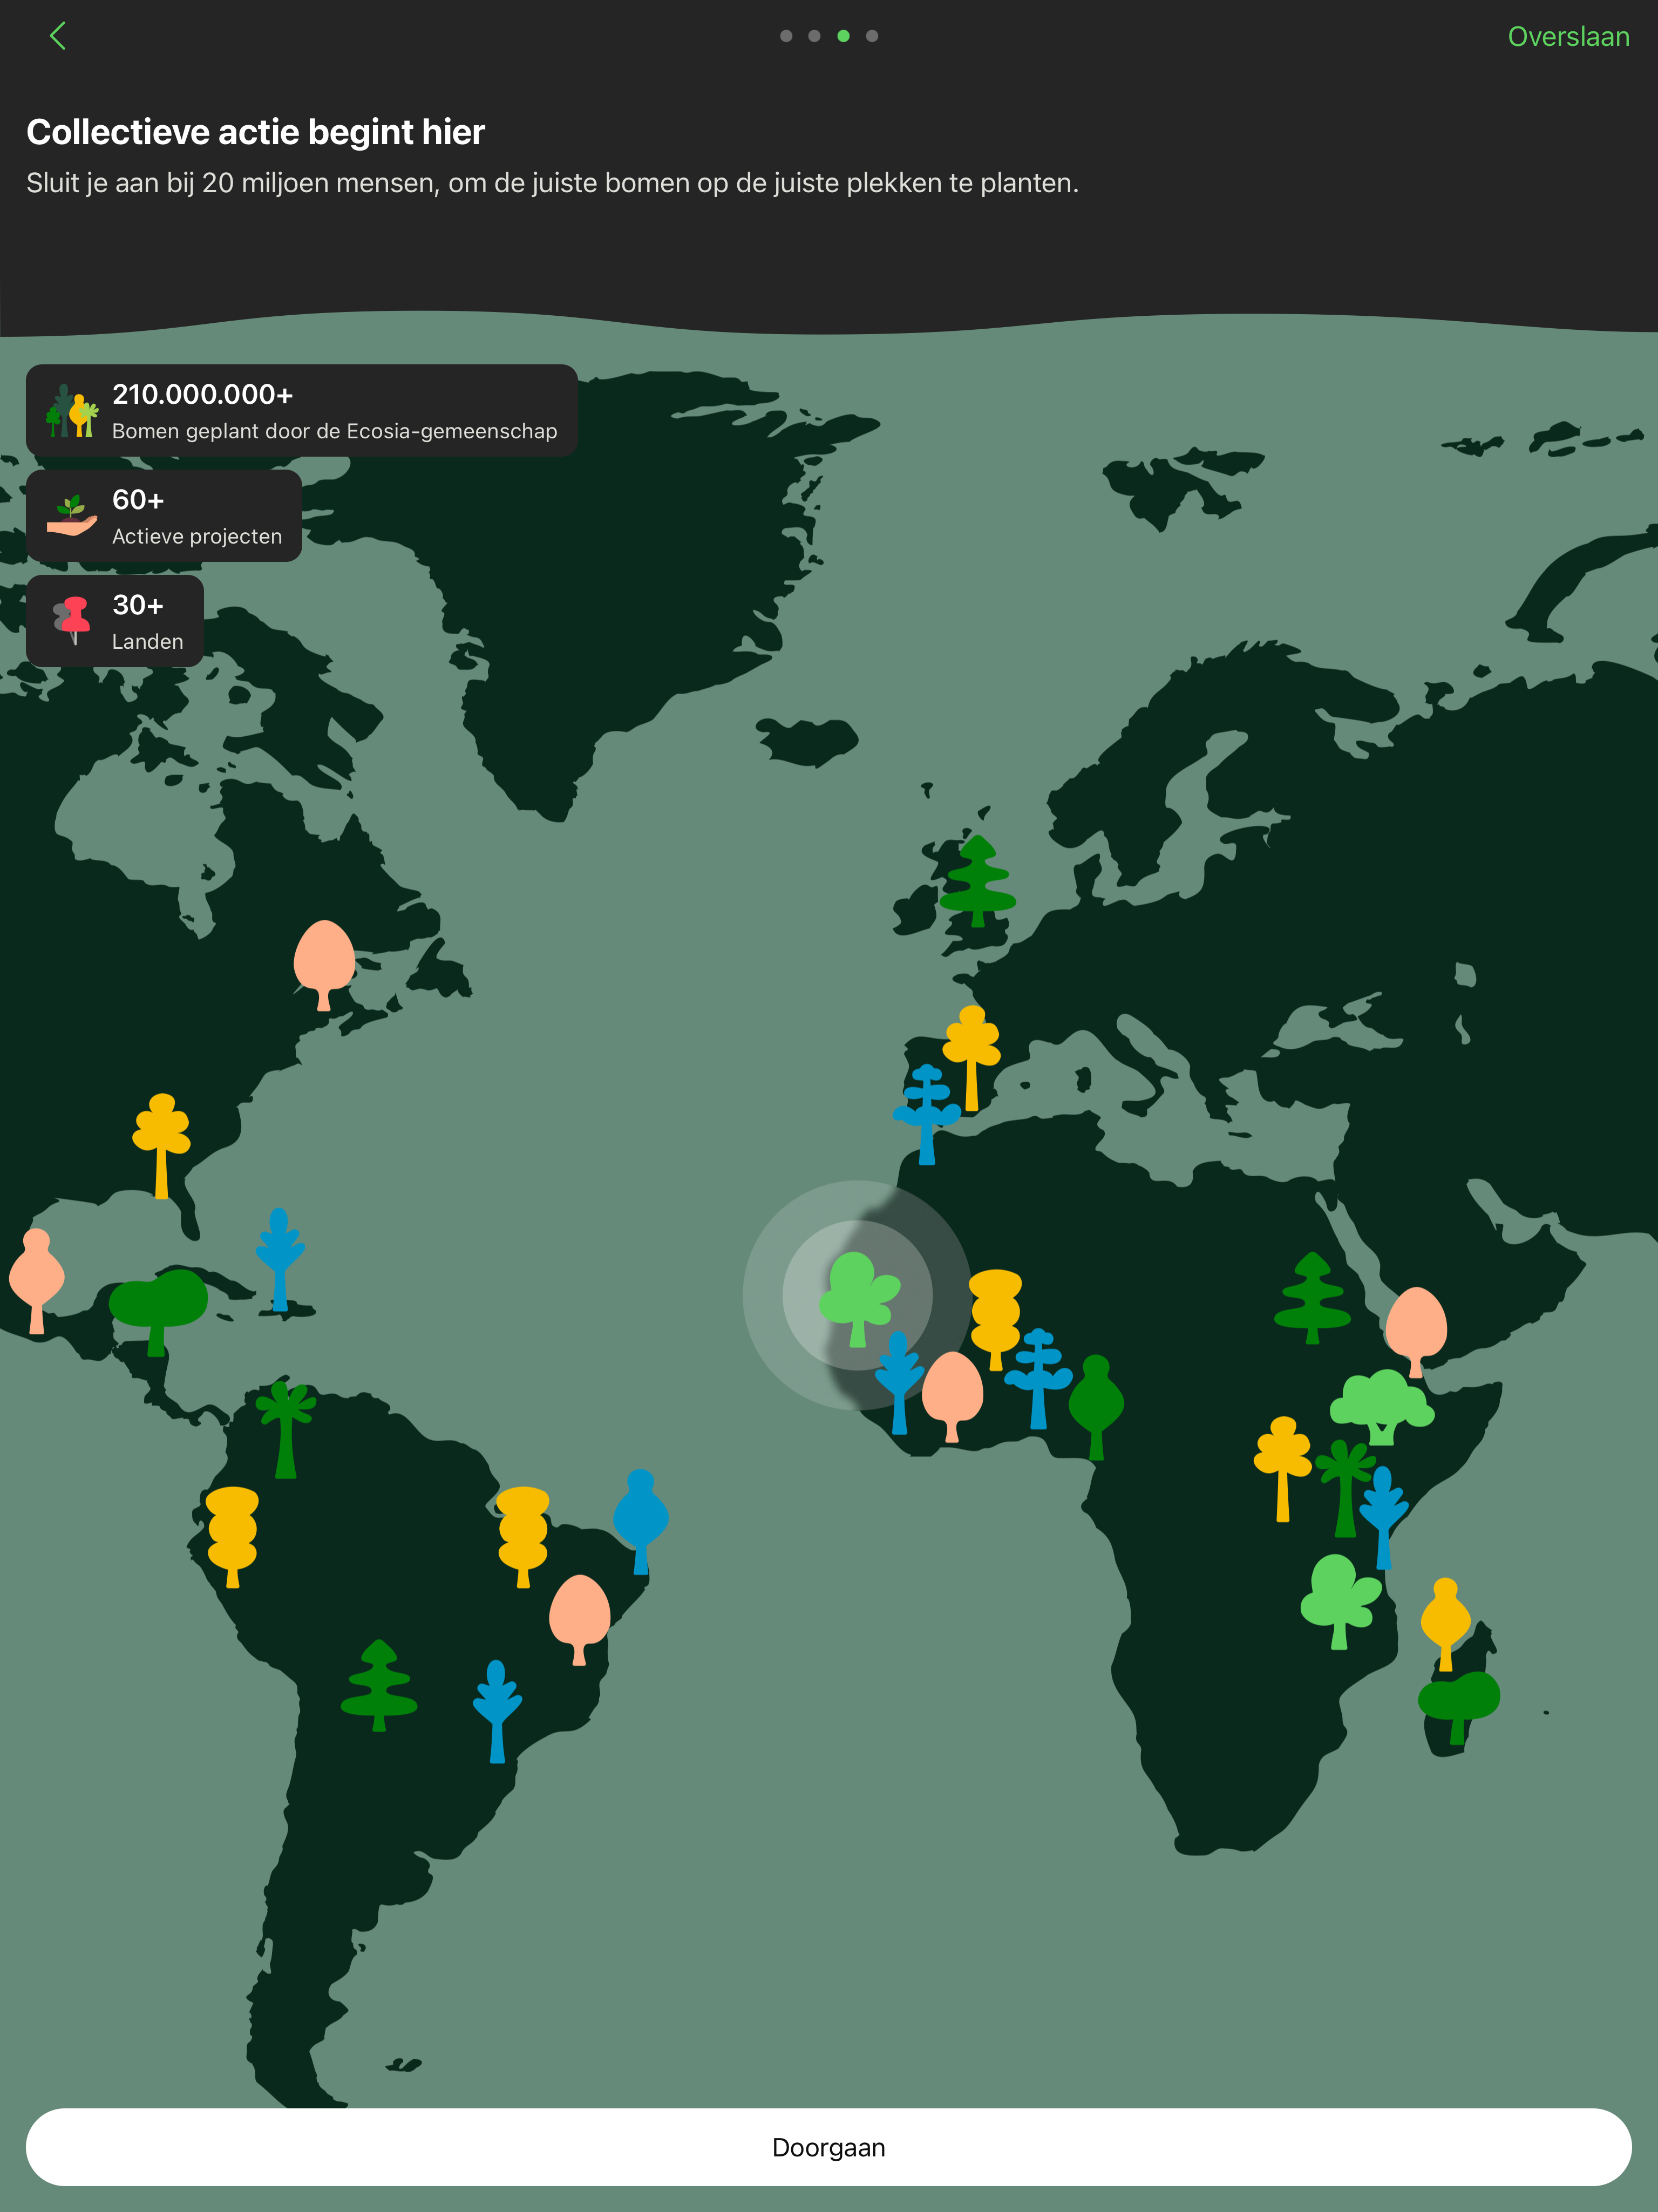 Overslaan
Collectieve actie begint hier
Sluit je aan bij 20 miljoen mensen, om de juiste bomen op de juiste plekken te planten.
210.000.000+
Bomen geplant door de Ecosia-gemeenschap
60+
Actieve projecten
30+
Landen
Doorgaan